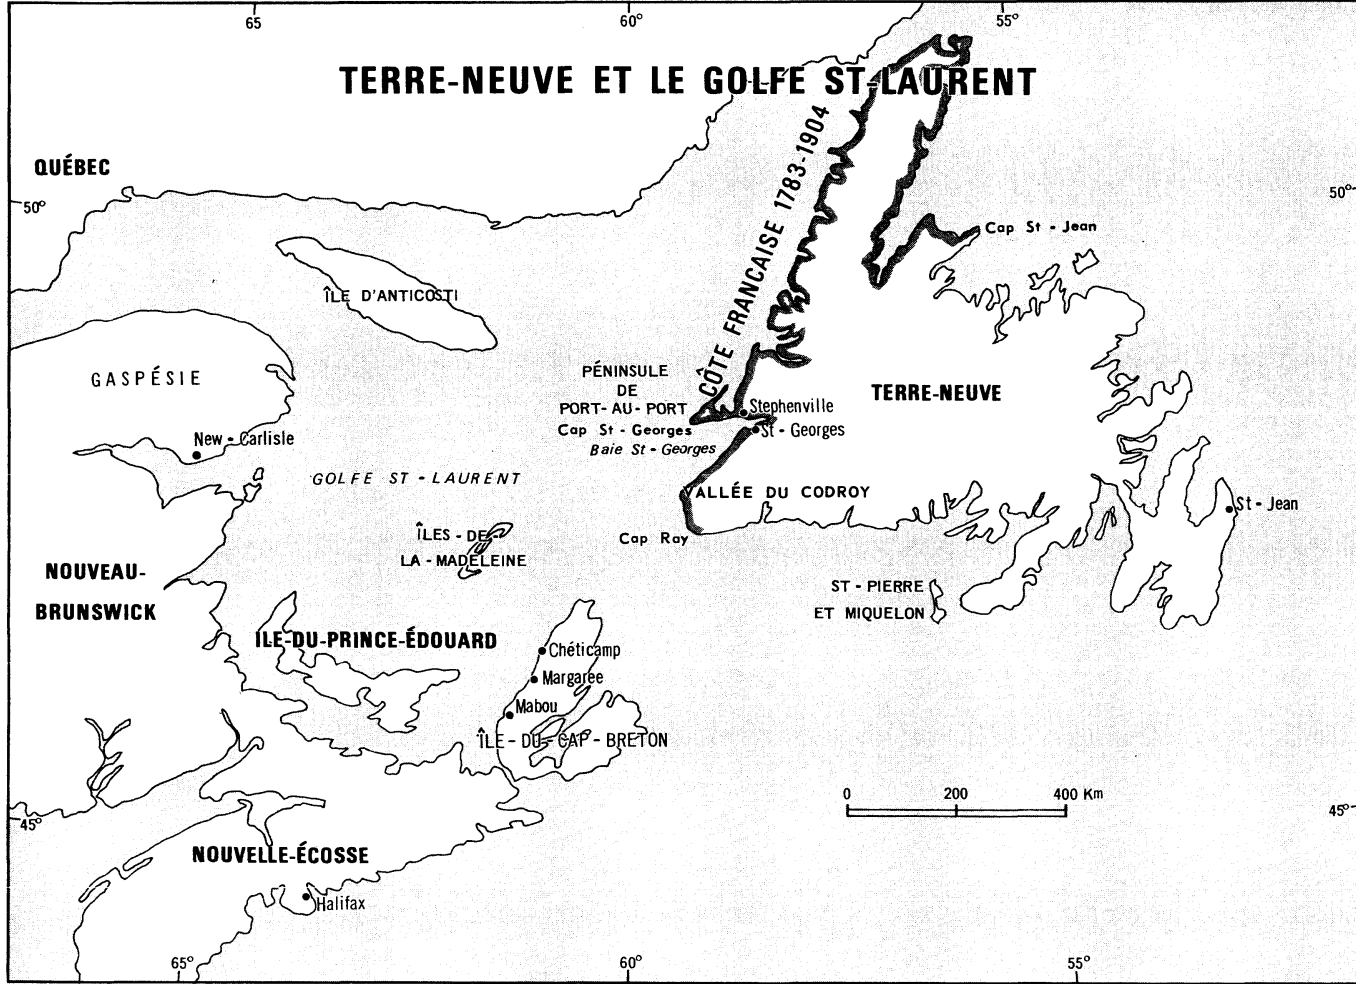 65
60°
55°
TERRE-NEUVE ET LE GOLFE ST-LAURENT
QUÉBEC
50°
50°
CÔTE FRANCAISE 1783-1904
Cap St - Jean
ÎLE D'ANTICOSTI
GASPÉSIE
PÉNINSULE
DE
PORT-AU-PORT
Cap St-Georges
Baie St-Georges
Stephenville
St-Georges
TERRE-NEUVE
New-Carlisle
GOLFE ST-LAURENT
VALLÉE DU CODROY
St-Jean
Cap Ray
ÎLES-DE
LA-MADELEINE
NOUVEAU-
BRUNSWICK
ST-PIERRE
ET MIQUELON
ILE-DU-PRINCE-ÉDOUARD
Chéticamp
Margaree
Mabou
ÎLE-DU-CAP-BRETON
0 200 400 Km
45°
45°
NOUVELLE-ÉCOSSE
Halifax
65°
60°
55°